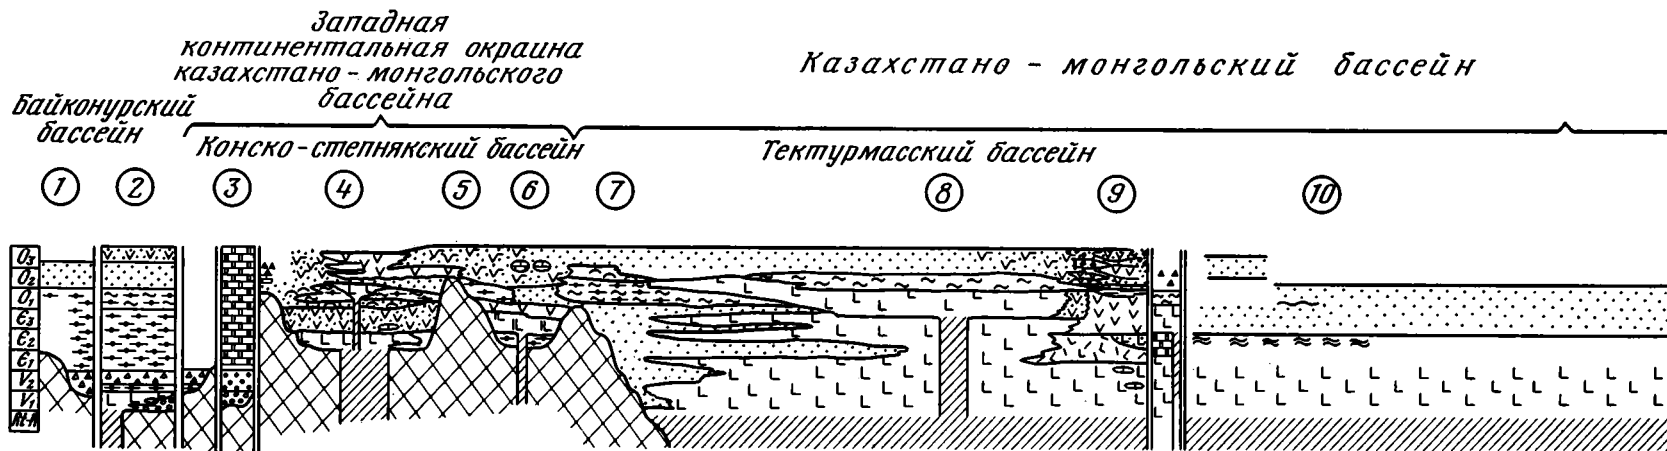 Западная
континентальная окраина
казахстано-монгольского
бассейна
Казахстано-монгольский бассейн
Байконурский
бассейн
Конско-степнякский бассейн
Тектурмасский бассейн
1 2 3 4 5 6 7 8 9 10
O₃
O₂
O₁
Є₃
Є₂
Є₁
V₂
V₁